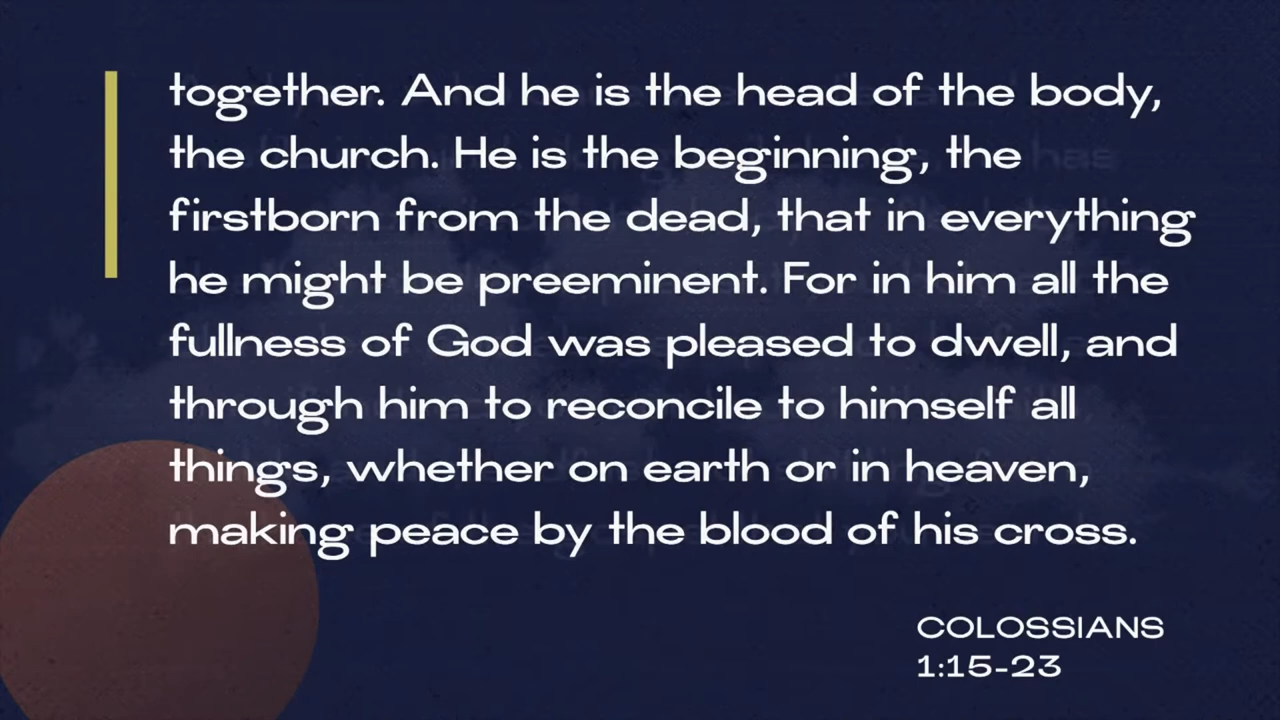 together. And he is the head of the body,
the church. He is the beginning, the
firstborn from the dead, that in everything
he might be preeminent. For in him all the
fullness of God was pleased to dwell, and
through him to reconcile to himself all
things, whether on earth or in heaven,
making peace by the blood of his cross.
COLOSSIANS
1:15-23